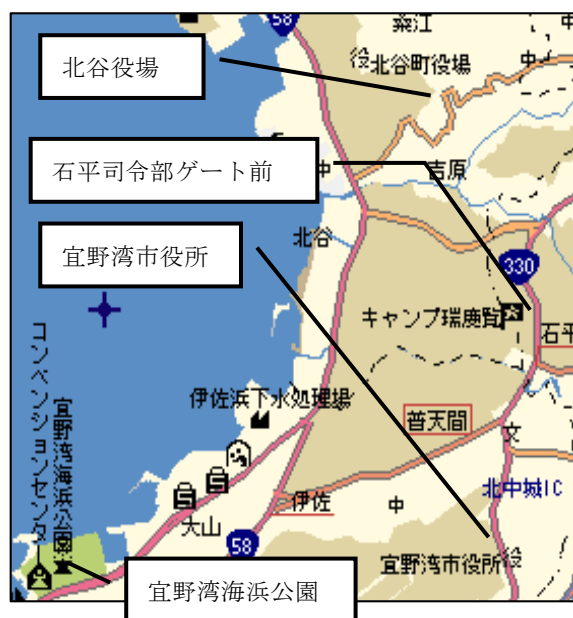 58
桑江
中
役
北谷町役場
中
北谷役場
石平司令部ゲート前
中
吉原
宜野湾市役所
北谷
330
キャンプ瑞慶覧
石平
コンベンションセンター
宜野湾海浜公園
伊佐浜下水処理場
普天間
文
伊佐
中
北中城IC
大山
58
宜野湾市役所
役
宜野湾海浜公園